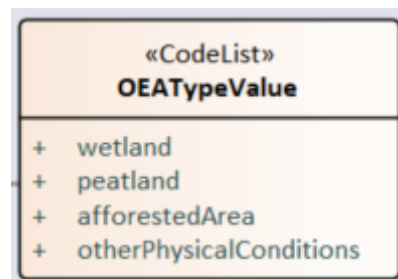 «CodeList»
OEATypeValue
+ wetland
+ peatland
+ afforestedArea
+ otherPhysicalConditions